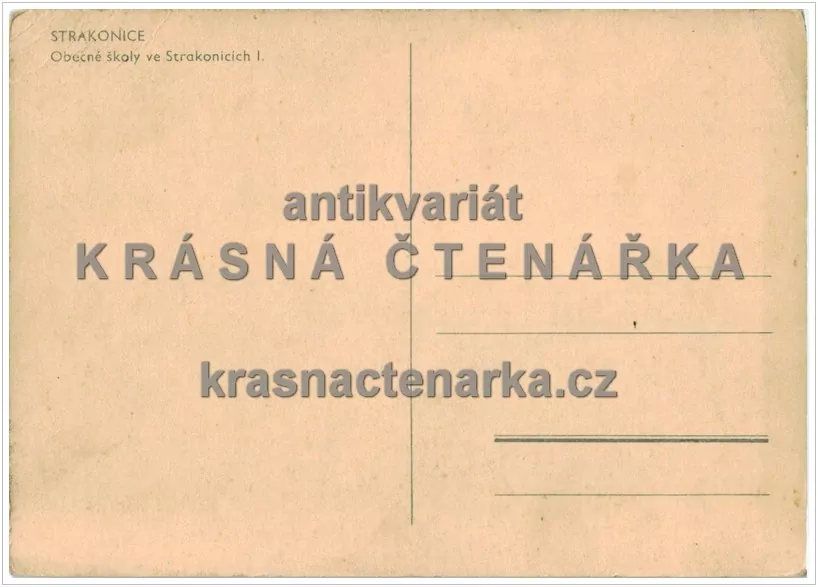 STRAKONICE
Obecné školy ve Strakonicích I.
antikvariát
KRÁSNÁ ČTENÁŘKA
krasnactenarka.cz